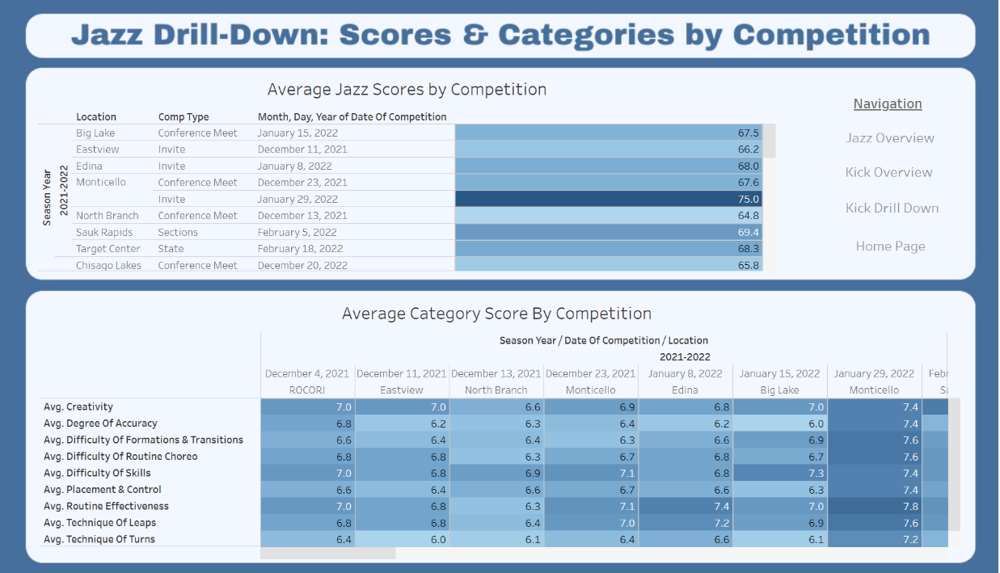 Jazz Drill-Down: Scores & Categories by Competition
Average Jazz Scores by Competition
Navigation
Jazz Overview
Kick Overview
Kick Drill Down
Home Page
Location Comp Type Month, Day, Year of Date Of Competition
Season Year
2021-2022
Big Lake Conference Meet January 15, 2022 67.5
Eastview Invite December 11, 2021 66.2
Edina Invite January 8, 2022 68.0
Monticello Conference Meet December 23, 2021 67.6
Invite January 29, 2022 75.0
North Branch Conference Meet December 13, 2021 64.8
Sauk Rapids Sections February 5, 2022 69.4
Target Center State February 18, 2022 68.3
Chisago Lakes Conference Meet December 20, 2022 65.8
Average Category Score By Competition
Season Year / Date Of Competition / Location
2021-2022
December 4, 2021 December 11, 2021 December 13, 2021 December 23, 2021 January 8, 2022 January 15, 2022 January 29, 2022 Febr
ROCORI Eastview North Branch Monticello Edina Big Lake Monticello
Avg. Creativity 7.0 7.0 6.6 6.9 6.8 7.0 7.4
Avg. Degree Of Accuracy 6.8 6.2 6.3 6.4 6.2 6.0 7.4
Avg. Difficulty Of Formations & Transitions 6.6 6.4 6.4 6.3 6.6 6.9 7.6
Avg. Difficulty Of Routine Choreo 6.8 6.8 6.3 6.7 6.8 6.7 7.6
Avg. Difficulty Of Skills 7.0 6.8 6.9 7.1 6.8 7.3 7.4
Avg. Placement & Control 6.6 6.4 6.6 6.7 6.6 6.3 7.4
Avg. Routine Effectiveness 7.0 6.8 6.3 7.1 7.4 7.0 7.8
Avg. Technique Of Leaps 6.8 6.8 6.4 7.0 7.2 6.9 7.6
Avg. Technique Of Turns 6.4 6.0 6.1 6.4 6.6 6.1 7.2